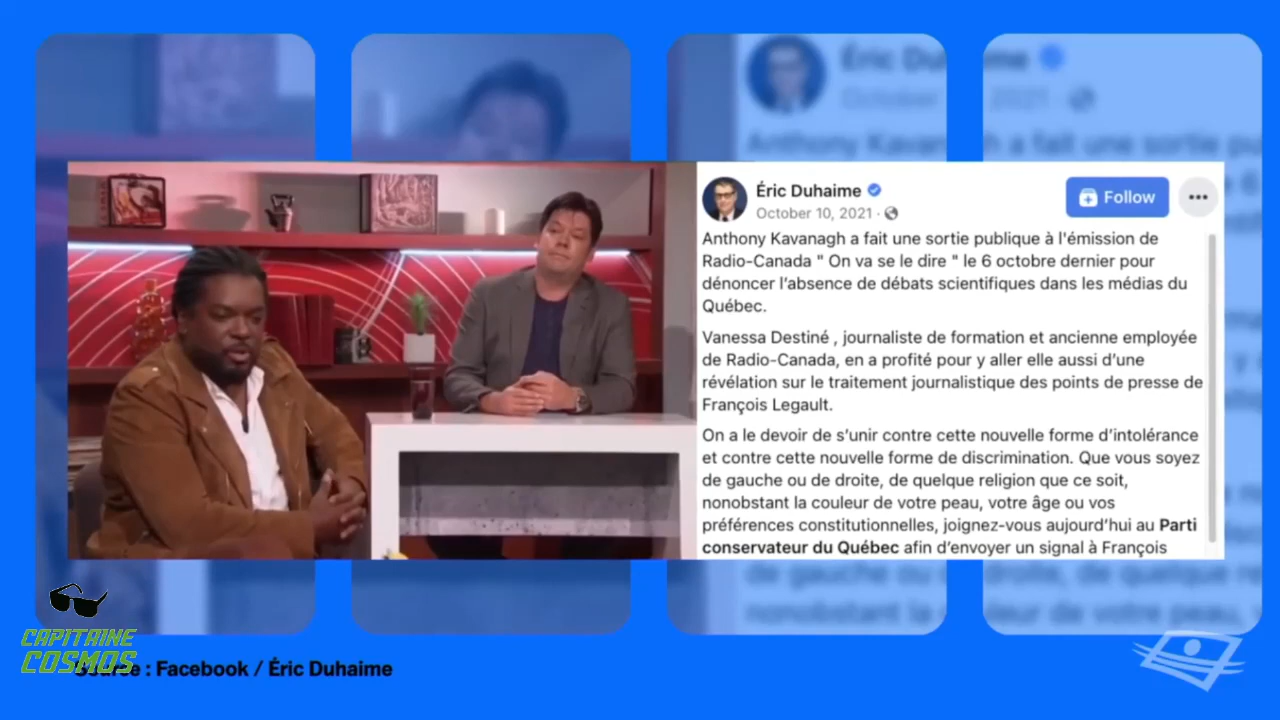 Éric Duhaime
October 10, 2021
Follow
Anthony Kavanagh a fait une sortie publique à l'émission de
Radio-Canada " On va se le dire " le 6 octobre dernier pour
dénoncer l'absence de débats scientifiques dans les médias du
Québec.
Vanessa Destiné , journaliste de formation et ancienne employée
de Radio-Canada, en a profité pour y aller elle aussi d'une
révélation sur le traitement journalistique des points de presse de
François Legault.
On a le devoir de s'unir contre cette nouvelle forme d'intolérance
et contre cette nouvelle forme de discrimination. Que vous soyez
de gauche ou de droite, de quelque religion que ce soit,
nonobstant la couleur de votre peau, votre âge ou vos
préférences constitutionnelles, joignez-vous aujourd'hui au Parti
conservateur du Québec afin d'envoyer un signal à François
CAPITAINE
COSMOS
Source : Facebook / Éric Duhaime